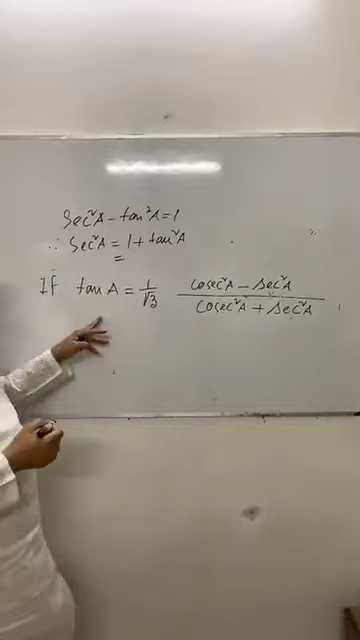 Sec²A - tan²A = 1
∴ Sec²A = 1 + tan²A
If tan A = 1/√3 (cosec²A - sec²A)/(cosec²A + sec²A)